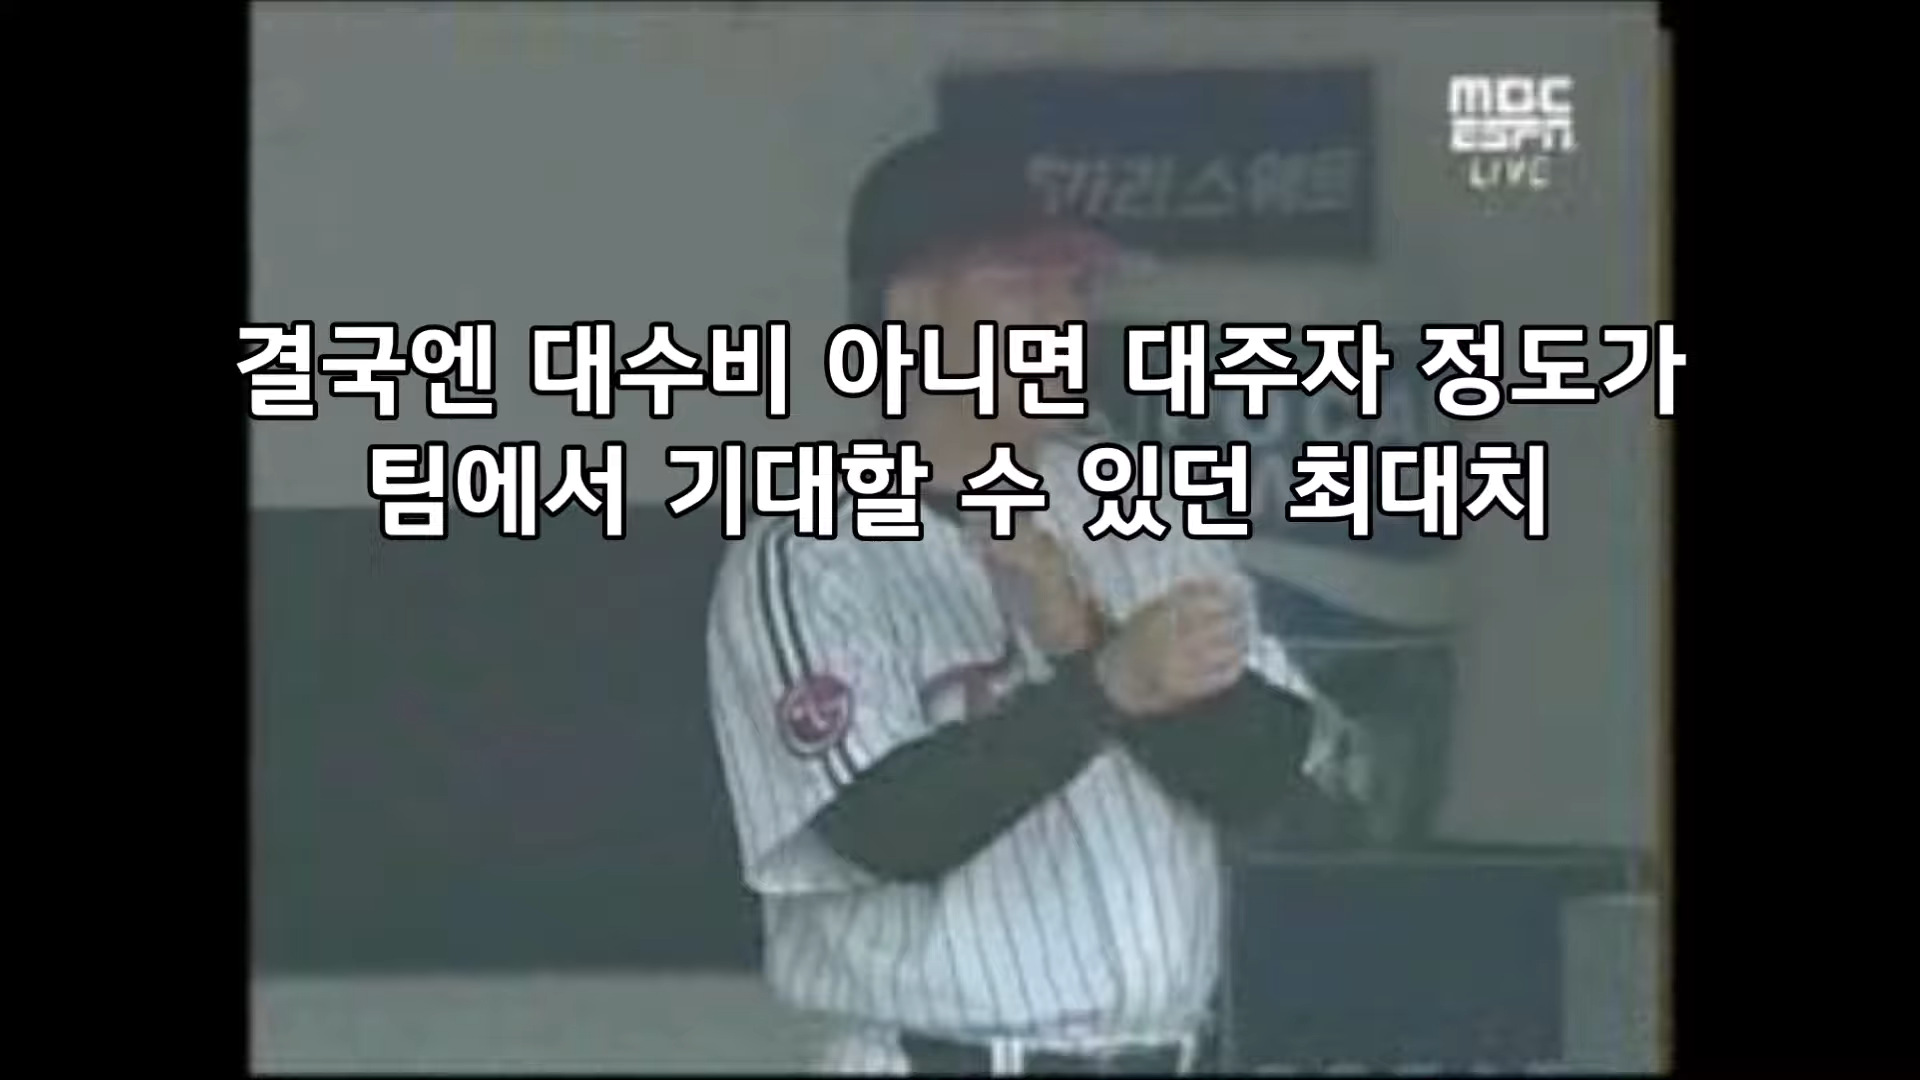 MBC
ESPN
LIVE
결국엔 대수비 아니면 대주자 정도가
팀에서 기대할 수 있던 최대치